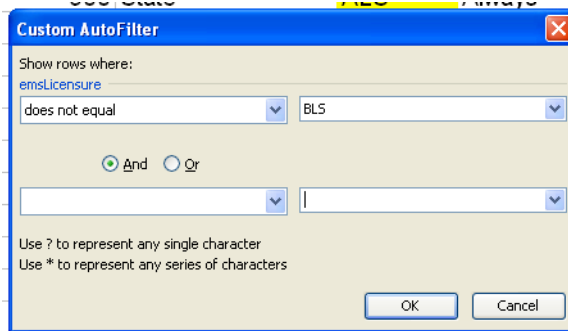 Custom AutoFilter
Show rows where:
emsLicensure
does not equal BLS
And Or
Use ? to represent any single character
Use * to represent any series of characters
OK Cancel